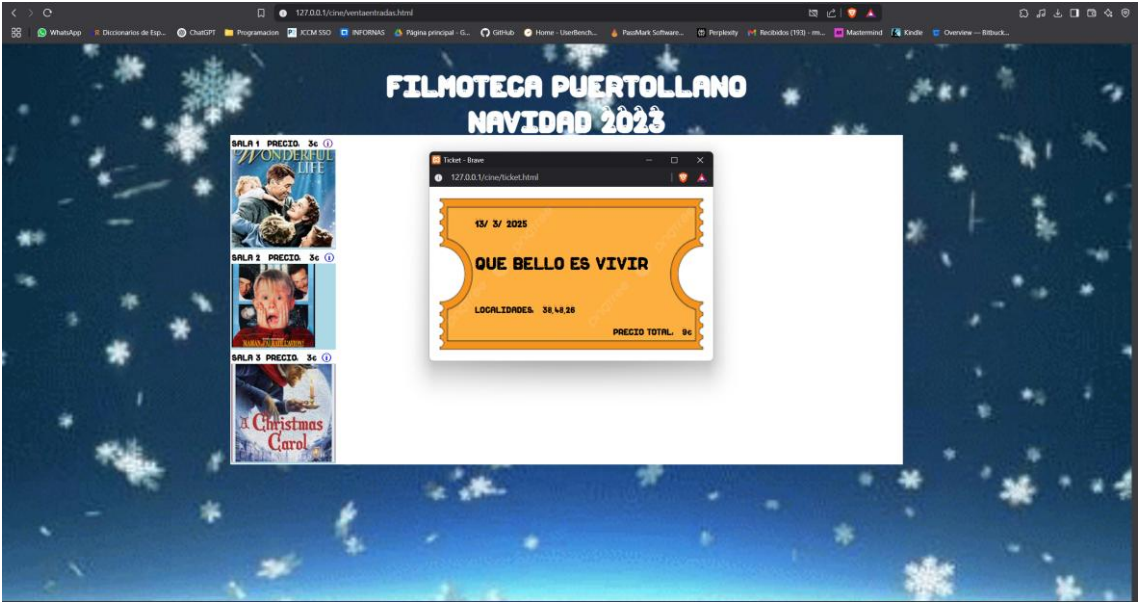 127.0.0.1/cine/ventaentradas.html
WhatsApp Diccionarios de Esp... ChatGPT Programacion JCCM SSO INFORNAS Página principal - G... GitHub Home - UserBench... PassMark Software... Perplexity Recibidos (193) - rm... Mastermind Kindle Overview — Bitbuck...
FILMOTECA PUERTOLLANO
NAVIDAD 2023
SALA 1 PRECIO. 3€
WONDERFUL
LIFE
SALA 2 PRECIO. 3€
SALA 3 PRECIO. 3€
A Christmas
Carol
Ticket - Brave
127.0.0.1/cine/ticket.html
13/ 3/ 2025
QUE BELLO ES VIVIR
LOCALIDADES. 38,48,28
PRECIO TOTAL. 9€